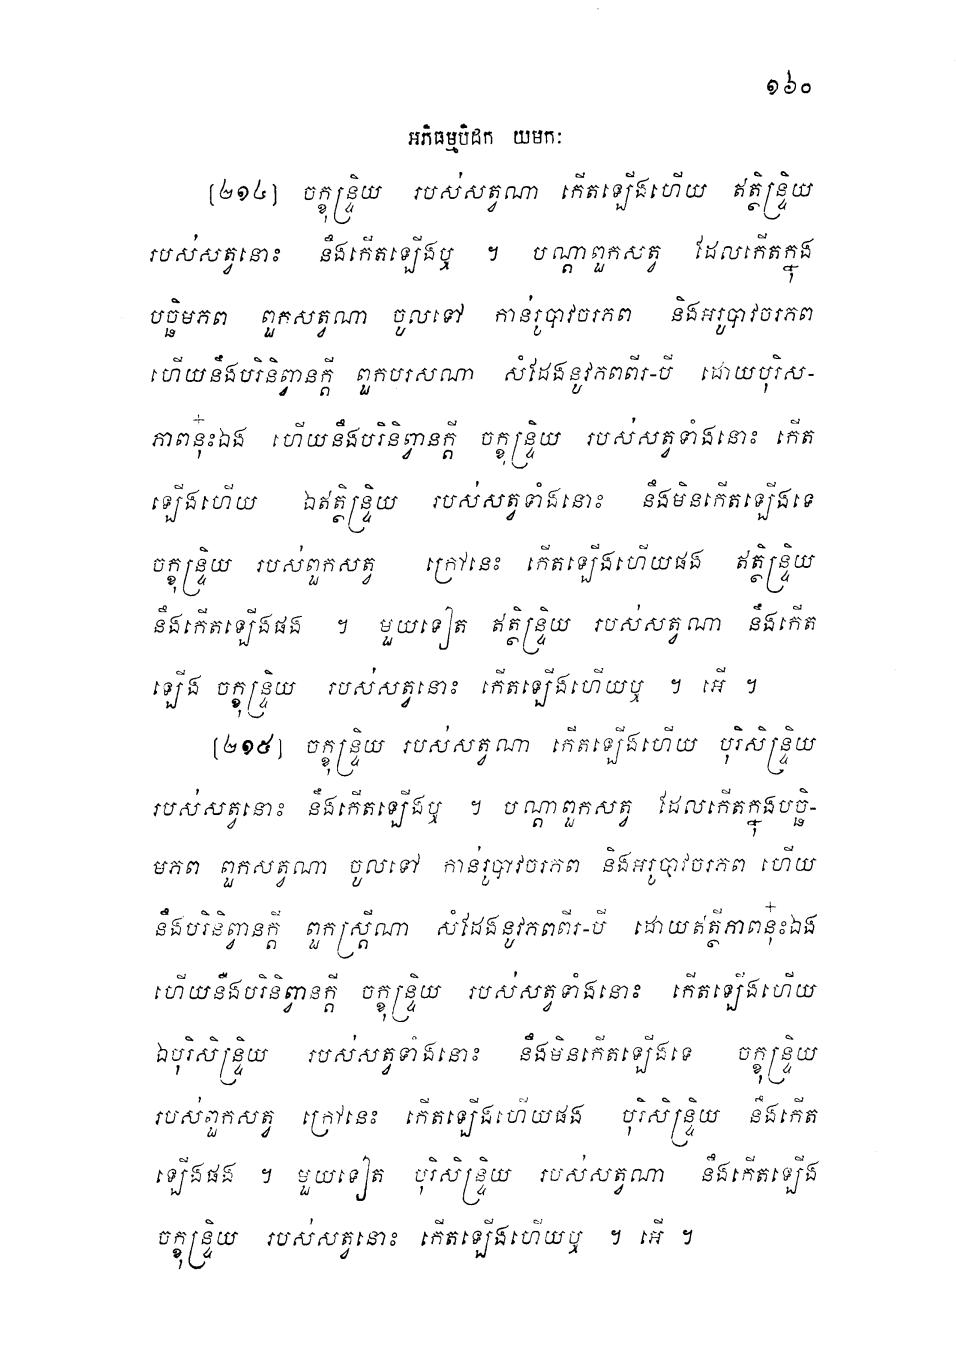 ១៦០
អភិធម្មបិដក យមកៈ
[២១៤] ចក្ខុន្ទ្រិយ របស់សត្វណា កើតឡើងហើយ ឥត្ថិន្ទ្រិយ
របស់សត្វនោះ នឹងកើតឡើងឬ ។ បណ្តាពួកសត្វ ដែលកើតក្នុង
បច្ឆិមភព ពួកសត្វណា ចូលទៅ កាន់រូបាវចរភព និងអរូបាវចរភព
ហើយនឹងបរិនិព្វានក្តី ពួកបុរសណា សំដែងនូវភពពីរ-បី ដោយបុរិស-
ភាពនុ៎ះឯង ហើយនឹងបរិនិព្វានក្តី ចក្ខុន្ទ្រិយ របស់សត្វទាំងនោះ កើត
ឡើងហើយ ឯឥត្ថិន្ទ្រិយ របស់សត្វទាំងនោះ នឹងមិនកើតឡើងទេ
ចក្ខុន្ទ្រិយ របស់ពួកសត្វ ក្រៅនេះ កើតឡើងហើយផង ឥត្ថិន្ទ្រិយ
នឹងកើតឡើងផង ។ មួយទៀត ឥត្ថិន្ទ្រិយ របស់សត្វណា នឹងកើត
ឡើង ចក្ខុន្ទ្រិយ របស់សត្វនោះ កើតឡើងហើយឬ ។ អើ ។
[២១៥] ចក្ខុន្ទ្រិយ របស់សត្វណា កើតឡើងហើយ បុរិសិន្ទ្រិយ
របស់សត្វនោះ នឹងកើតឡើងឬ ។ បណ្តាពួកសត្វ ដែលកើតក្នុងបច្ឆិ-
មភព ពួកសត្វណា ចូលទៅ កាន់រូបាវចរភព និងអរូបាវចរភព ហើយ
នឹងបរិនិព្វានក្តី ពួកស្ត្រីណា សំដែងនូវភពពីរ-បី ដោយឥត្ថីភាពនុ៎ះឯង
ហើយនឹងបរិនិព្វានក្តី ចក្ខុន្ទ្រិយ របស់សត្វទាំងនោះ កើតឡើងហើយ
ឯបុរិសិន្ទ្រិយ របស់សត្វទាំងនោះ នឹងមិនកើតឡើងទេ ចក្ខុន្ទ្រិយ
របស់ពួកសត្វ ក្រៅនេះ កើតឡើងហើយផង បុរិសិន្ទ្រិយ នឹងកើត
ឡើងផង ។ មួយទៀត បុរិសិន្ទ្រិយ របស់សត្វណា នឹងកើតឡើង
ចក្ខុន្ទ្រិយ របស់សត្វនោះ កើតឡើងហើយឬ ។ អើ ។